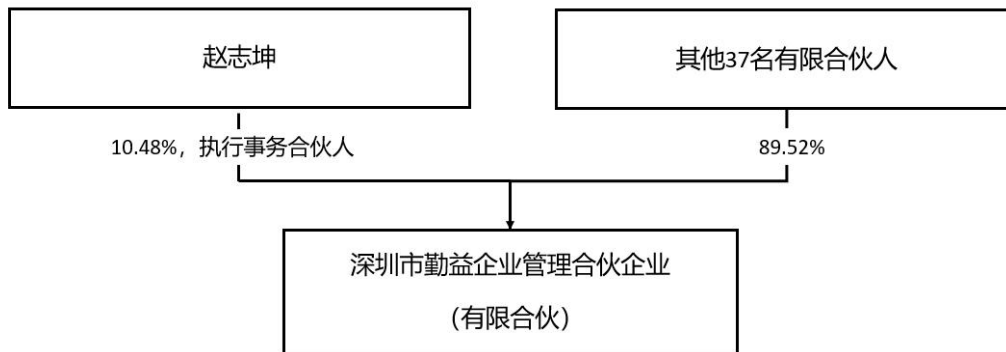 赵志坤
其他37名有限合伙人
10.48%，执行事务合伙人
89.52%
深圳市勤益企业管理合伙企业
（有限合伙）